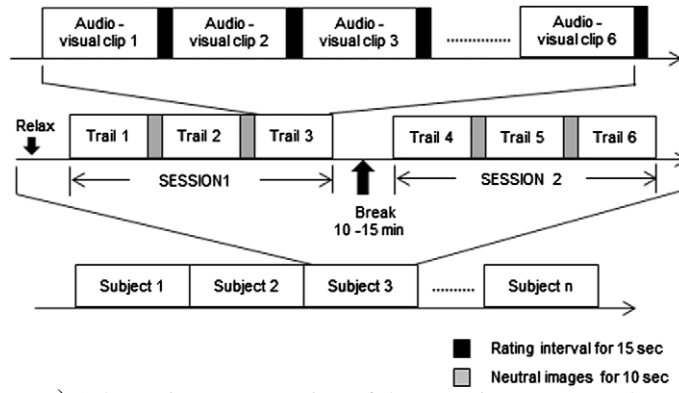 Audio - visual clip 1 Audio - visual clip 2 Audio - visual clip 3 .............. Audio - visual clip 6
Relax
Trail 1 Trail 2 Trail 3 Trail 4 Trail 5 Trail 6
SESSION1 SESSION 2
Break
10 -15 min
Subject 1 Subject 2 Subject 3 .......... Subject n
Rating interval for 15 sec
Neutral images for 10 sec